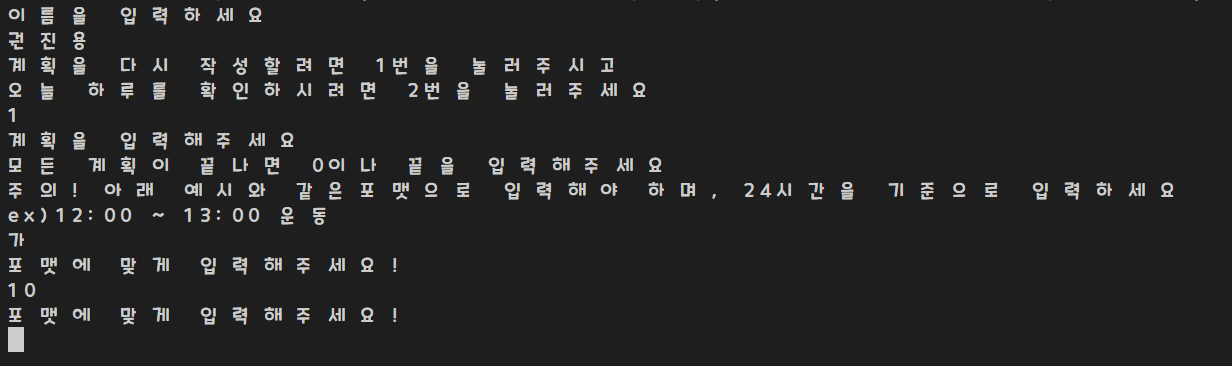 이름을 입력하세요
권진용
계획을 다시 작성할려면 1번을 눌러주시고
오늘 하루를 확인하시려면 2번을 눌러주세요
1
계획을 입력해주세요
모든 계획이 끝나면 0이나 끝을 입력해주세요
주의! 아래 예시와 같은포맷으로 입력해야 하며, 24시간을 기준으로 입력하세요
ex)12:00 ~ 13:00 운동
가
포맷에 맞게 입력해주세요!
10
포맷에 맞게 입력해주세요!